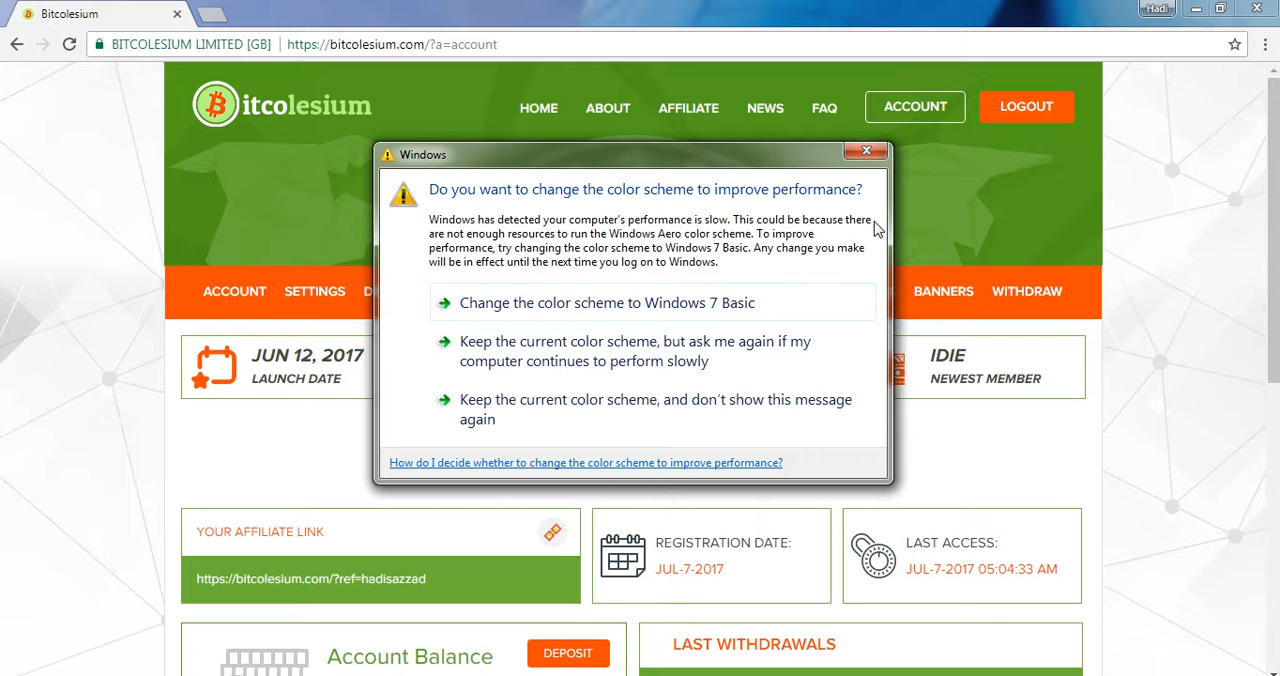 Bitcolesium
Hadi
BITCOLESIUM LIMITED [GB] https://bitcolesium.com/?a=account
itcolesium
HOME ABOUT AFFILIATE NEWS FAQ ACCOUNT LOGOUT
Windows
Do you want to change the color scheme to improve performance?
Windows has detected your computer's performance is slow. This could be because there
are not enough resources to run the Windows Aero color scheme. To improve
performance, try changing the color scheme to Windows 7 Basic. Any change you make
will be in effect until the next time you log on to Windows.
Change the color scheme to Windows 7 Basic
Keep the current color scheme, but ask me again if my
computer continues to perform slowly
Keep the current color scheme, and don't show this message
again
How do I decide whether to change the color scheme to improve performance?
ACCOUNT SETTINGS D BANNERS WITHDRAW
JUN 12, 2017
LAUNCH DATE
IDIE
NEWEST MEMBER
YOUR AFFILIATE LINK
https://bitcolesium.com/?ref=hadisazzad
REGISTRATION DATE:
JUL-7-2017
LAST ACCESS:
JUL-7-2017 05:04:33 AM
Account Balance
DEPOSIT
LAST WITHDRAWALS